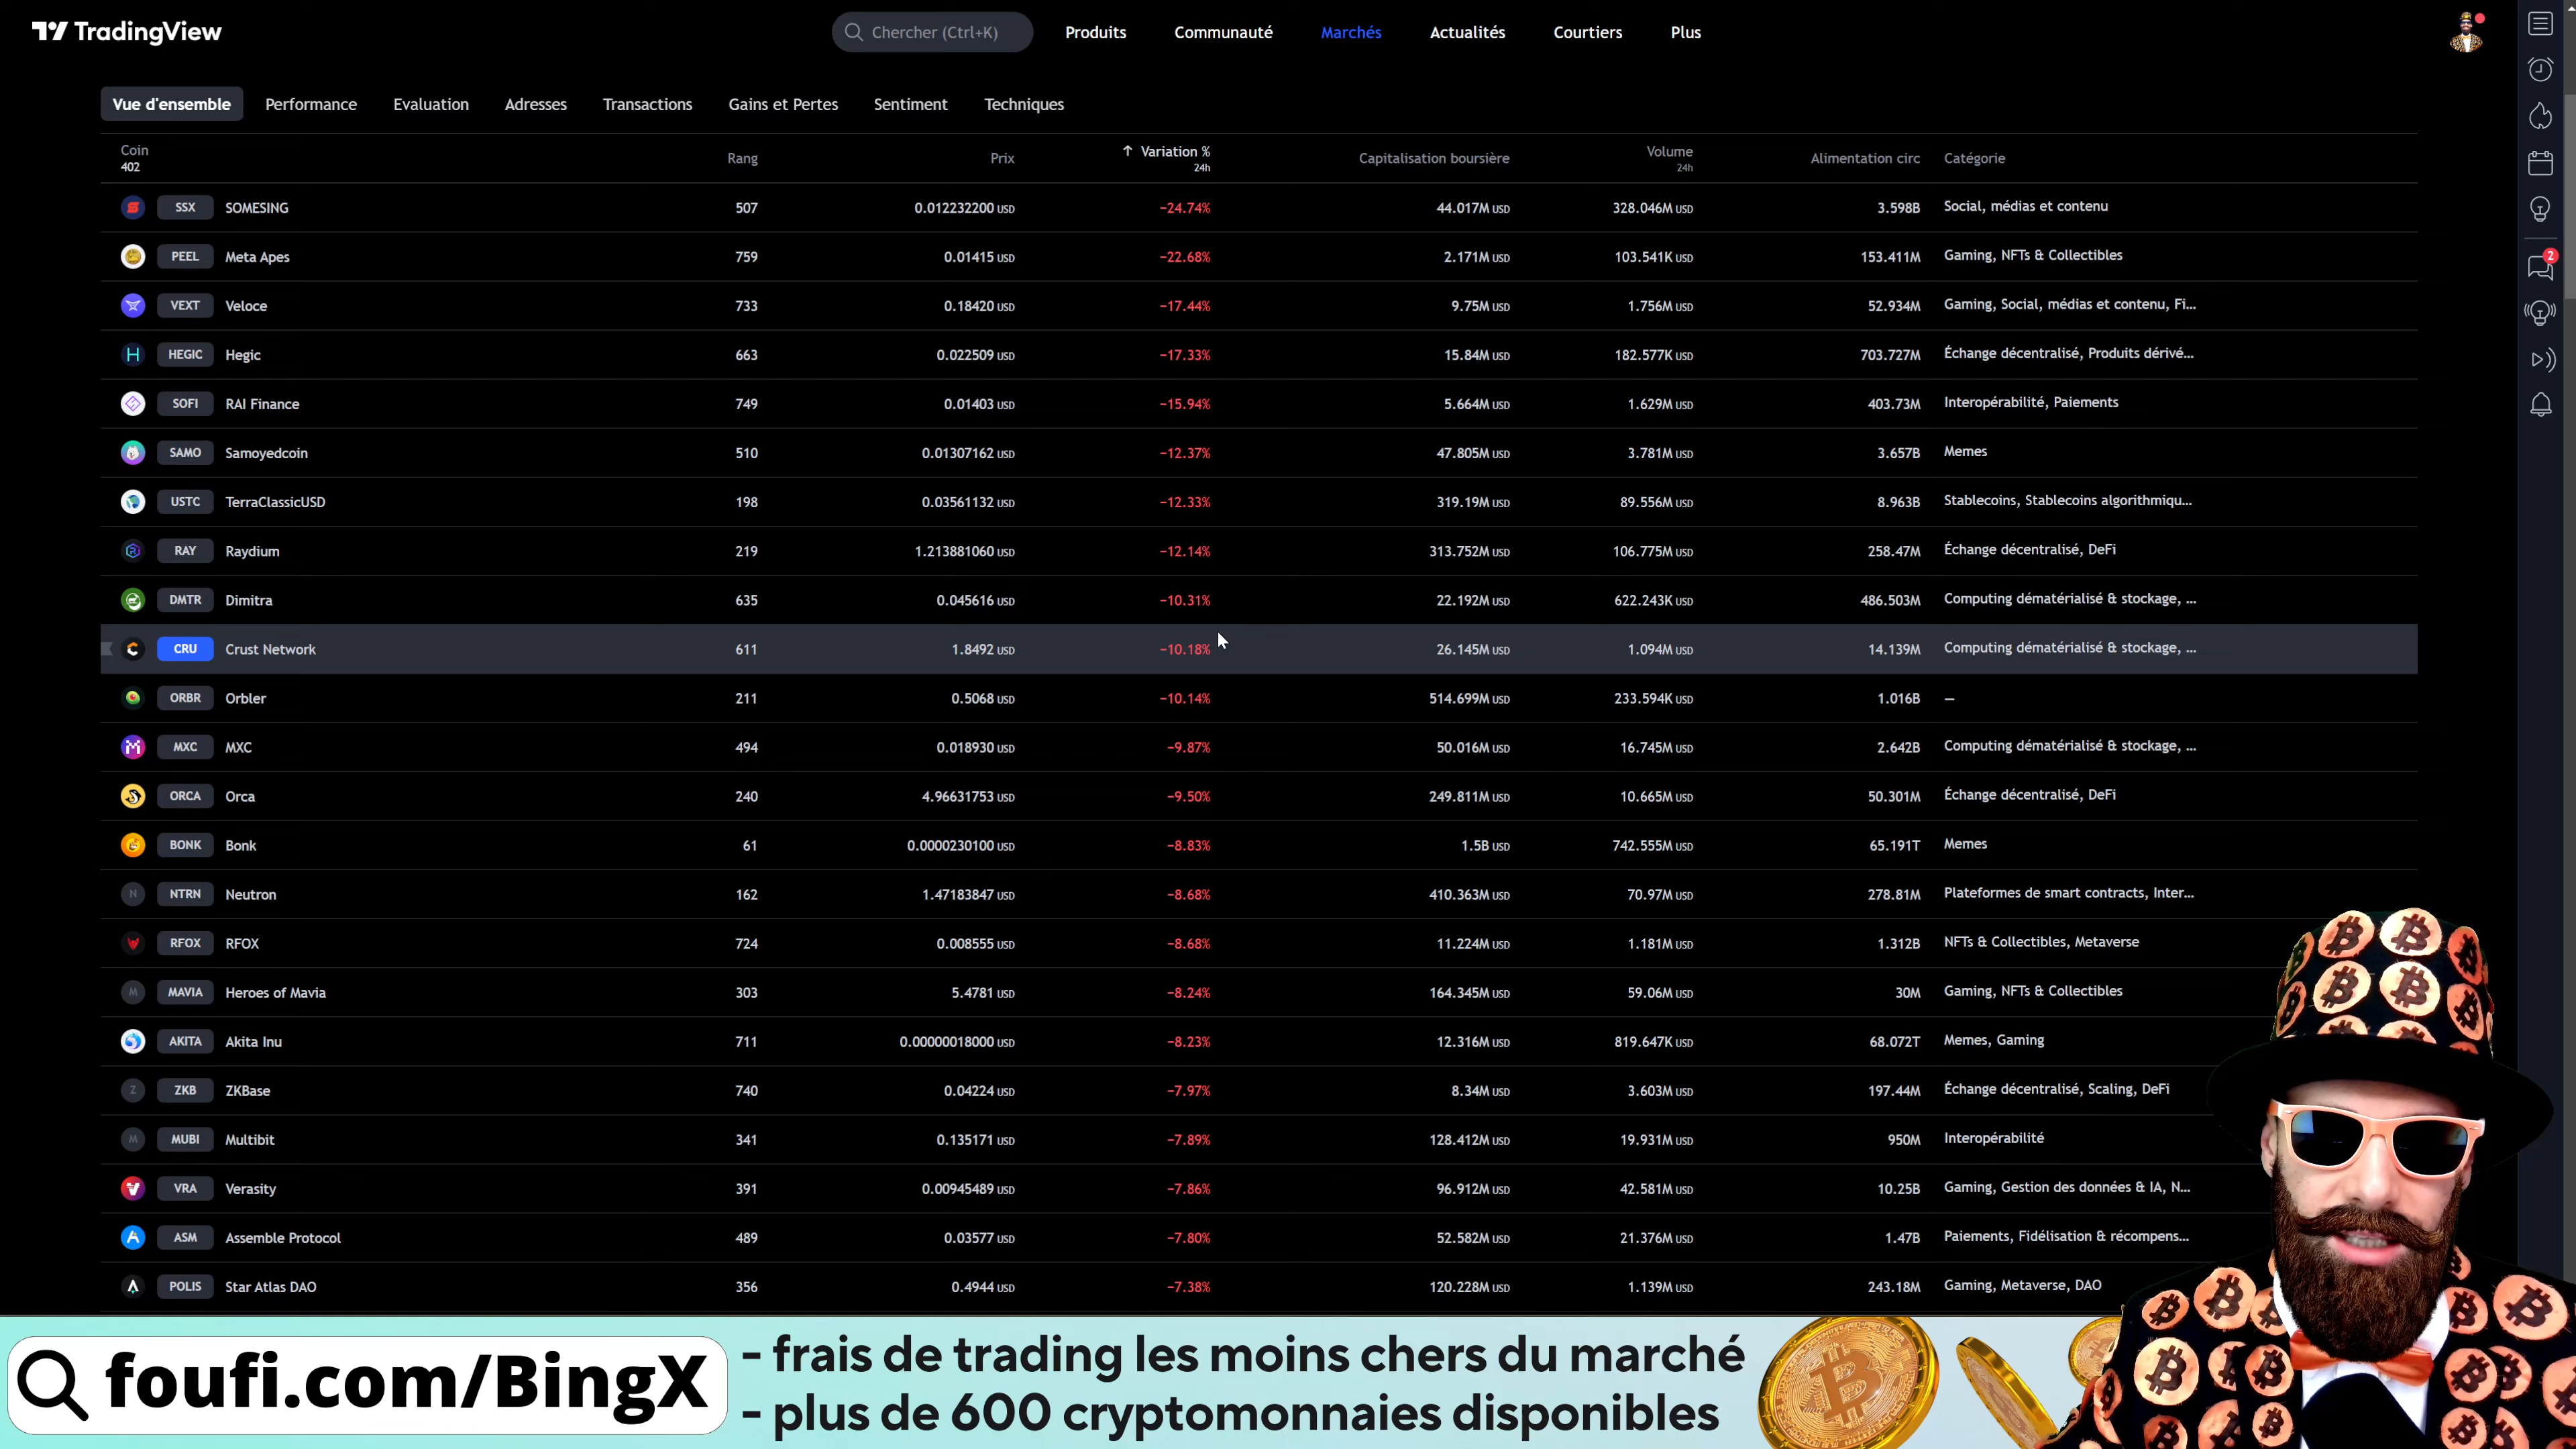 TradingView
Chercher (Ctrl+K)
Produits
Communauté
Marchés
Actualités
Courtiers
Plus
Vue d'ensemble
Performance
Evaluation
Adresses
Transactions
Gains et Pertes
Sentiment
Techniques
Coin Rang Prix ↑ Variation % Capitalisation boursière Volume Alimentation circ Catégorie
402 24h 24h
SSX SOMESING 507 0.012232200 USD −24.74% 44.017M USD 328.046M USD 3.598B Social, médias et contenu
PEEL Meta Apes 759 0.01415 USD −22.68% 2.171M USD 103.541K USD 153.411M Gaming, NFTs & Collectibles
VEXT Veloce 733 0.18420 USD −17.44% 9.75M USD 1.756M USD 52.934M Gaming, Social, médias et contenu, Fi...
HEGIC Hegic 663 0.022509 USD −17.33% 15.84M USD 182.577K USD 703.727M Échange décentralisé, Produits dérivé...
SOFI RAI Finance 749 0.01403 USD −15.94% 5.664M USD 1.629M USD 403.73M Interopérabilité, Paiements
SAMO Samoyedcoin 510 0.01307162 USD −12.37% 47.805M USD 3.781M USD 3.657B Memes
USTC TerraClassicUSD 198 0.03561132 USD −12.33% 319.19M USD 89.556M USD 8.963B Stablecoins, Stablecoins algorithmiqu...
RAY Raydium 219 1.213881060 USD −12.14% 313.752M USD 106.775M USD 258.47M Échange décentralisé, DeFi
DMTR Dimitra 635 0.045616 USD −10.31% 22.192M USD 622.243K USD 486.503M Computing dématérialisé & stockage, ...
CRU Crust Network 611 1.8492 USD −10.18% 26.145M USD 1.094M USD 14.139M Computing dématérialisé & stockage, ...
ORBR Orbler 211 0.5068 USD −10.14% 514.699M USD 233.594K USD 1.016B —
MXC MXC 494 0.018930 USD −9.87% 50.016M USD 16.745M USD 2.642B Computing dématérialisé & stockage, ...
ORCA Orca 240 4.96631753 USD −9.50% 249.811M USD 10.665M USD 50.301M Échange décentralisé, DeFi
BONK Bonk 61 0.0000230100 USD −8.83% 1.5B USD 742.555M USD 65.191T Memes
N NTRN Neutron 162 1.47183847 USD −8.68% 410.363M USD 70.97M USD 278.81M Plateformes de smart contracts, Inter...
RFOX RFOX 724 0.008555 USD −8.68% 11.224M USD 1.181M USD 1.312B NFTs & Collectibles, Metaverse
M MAVIA Heroes of Mavia 303 5.4781 USD −8.24% 164.345M USD 59.06M USD 30M Gaming, NFTs & Collectibles
AKITA Akita Inu 711 0.00000018000 USD −8.23% 12.316M USD 819.647K USD 68.072T Memes, Gaming
Z ZKB ZKBase 740 0.04224 USD −7.97% 8.34M USD 3.603M USD 197.44M Échange décentralisé, Scaling, DeFi
M MUBI Multibit 341 0.135171 USD −7.89% 128.412M USD 19.931M USD 950M Interopérabilité
VRA Verasity 391 0.00945489 USD −7.86% 96.912M USD 42.581M USD 10.25B Gaming, Gestion des données & IA, N...
ASM Assemble Protocol 489 0.03577 USD −7.80% 52.582M USD 21.376M USD 1.47B Paiements, Fidélisation & récompens...
POLIS Star Atlas DAO 356 0.4944 USD −7.38% 120.228M USD 1.139M USD 243.18M Gaming, Metaverse, DAO
2
foufi.com/BingX
- frais de trading les moins chers du marché
- plus de 600 cryptomonnaies disponibles